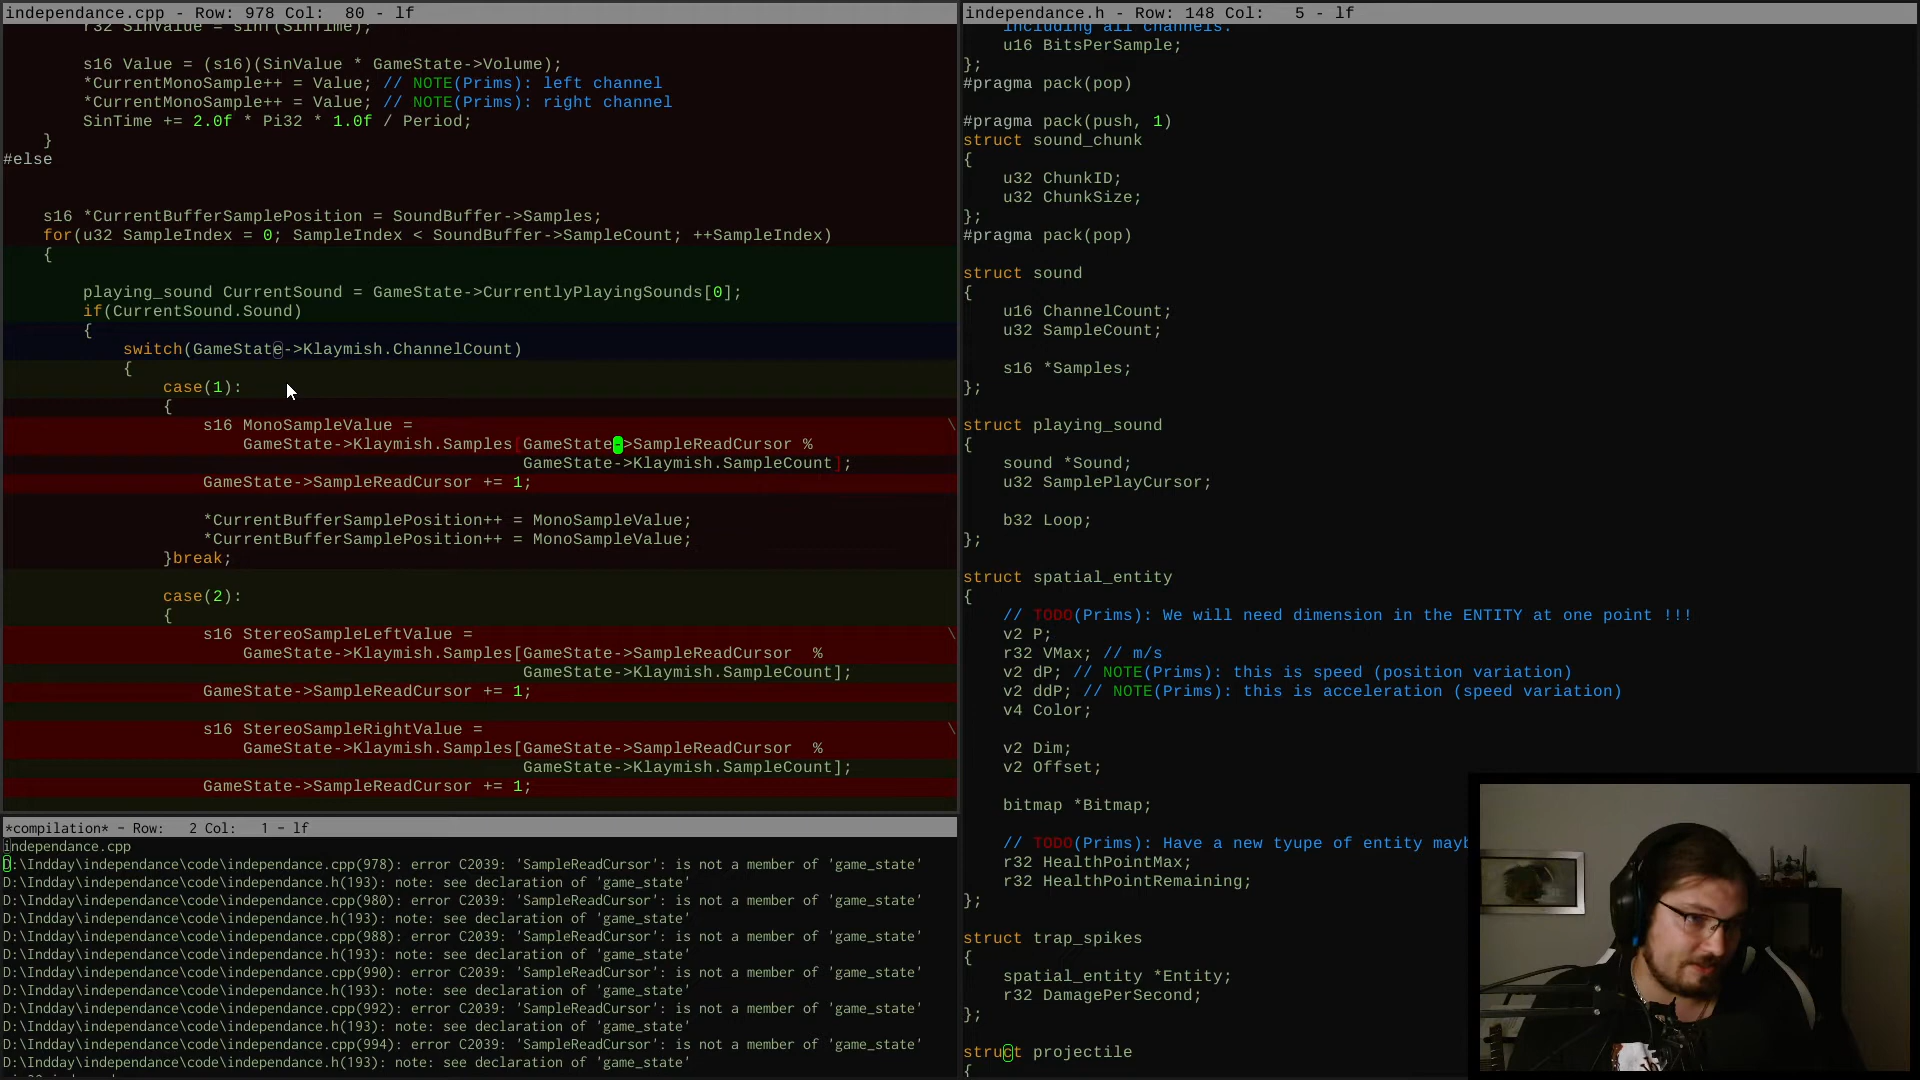 independance.cpp - Row: 978 Col:  80 - lf
r32 SinValue = sinf(SinTime);
s16 Value = (s16)(SinValue * GameState->Volume);
*CurrentMonoSample++ = Value; // NOTE(Prims): left channel
*CurrentMonoSample++ = Value; // NOTE(Prims): right channel
SinTime += 2.0f * Pi32 * 1.0f / Period;
}
#else
s16 *CurrentBufferSamplePosition = SoundBuffer->Samples;
for(u32 SampleIndex = 0; SampleIndex < SoundBuffer->SampleCount; ++SampleIndex)
{
playing_sound CurrentSound = GameState->CurrentlyPlayingSounds[0];
if(CurrentSound.Sound)
{
switch(GameState->Klaymish.ChannelCount)
{
case(1):
{
s16 MonoSampleValue = \
GameState->Klaymish.Samples[GameState->SampleReadCursor %
GameState->Klaymish.SampleCount];
GameState->SampleReadCursor += 1;
*CurrentBufferSamplePosition++ = MonoSampleValue;
*CurrentBufferSamplePosition++ = MonoSampleValue;
}break;
case(2):
{
s16 StereoSampleLeftValue = \
GameState->Klaymish.Samples[GameState->SampleReadCursor  %
GameState->Klaymish.SampleCount];
GameState->SampleReadCursor += 1;
s16 StereoSampleRightValue = \
GameState->Klaymish.Samples[GameState->SampleReadCursor  %
GameState->Klaymish.SampleCount];
GameState->SampleReadCursor += 1;
*compilation* - Row:   2 Col:   1 - lf
independance.cpp
D:\Indday\independance\code\independance.cpp(978): error C2039: 'SampleReadCursor': is not a member of 'game_state'
D:\Indday\independance\code\independance.h(193): note: see declaration of 'game_state'
D:\Indday\independance\code\independance.cpp(980): error C2039: 'SampleReadCursor': is not a member of 'game_state'
D:\Indday\independance\code\independance.h(193): note: see declaration of 'game_state'
D:\Indday\independance\code\independance.cpp(988): error C2039: 'SampleReadCursor': is not a member of 'game_state'
D:\Indday\independance\code\independance.h(193): note: see declaration of 'game_state'
D:\Indday\independance\code\independance.cpp(990): error C2039: 'SampleReadCursor': is not a member of 'game_state'
D:\Indday\independance\code\independance.h(193): note: see declaration of 'game_state'
D:\Indday\independance\code\independance.cpp(992): error C2039: 'SampleReadCursor': is not a member of 'game_state'
D:\Indday\independance\code\independance.h(193): note: see declaration of 'game_state'
D:\Indday\independance\code\independance.cpp(994): error C2039: 'SampleReadCursor': is not a member of 'game_state'
D:\Indday\independance\code\independance.h(193): note: see declaration of 'game_state'
independance.h - Row: 148 Col:   5 - lf
including all channels.
u16 BitsPerSample;
};
#pragma pack(pop)
#pragma pack(push, 1)
struct sound_chunk
{
u32 ChunkID;
u32 ChunkSize;
};
#pragma pack(pop)
struct sound
{
u16 ChannelCount;
u32 SampleCount;
s16 *Samples;
};
struct playing_sound
{
sound *Sound;
u32 SamplePlayCursor;
b32 Loop;
};
struct spatial_entity
{
// TODO(Prims): We will need dimension in the ENTITY at one point !!!
v2 P;
r32 VMax; // m/s
v2 dP; // NOTE(Prims): this is speed (position variation)
v2 ddP; // NOTE(Prims): this is acceleration (speed variation)
v4 Color;
v2 Dim;
v2 Offset;
bitmap *Bitmap;
// TODO(Prims): Have a new tyupe of entity mayb
r32 HealthPointMax;
r32 HealthPointRemaining;
};
struct trap_spikes
{
spatial_entity *Entity;
r32 DamagePerSecond;
};
struct projectile
{